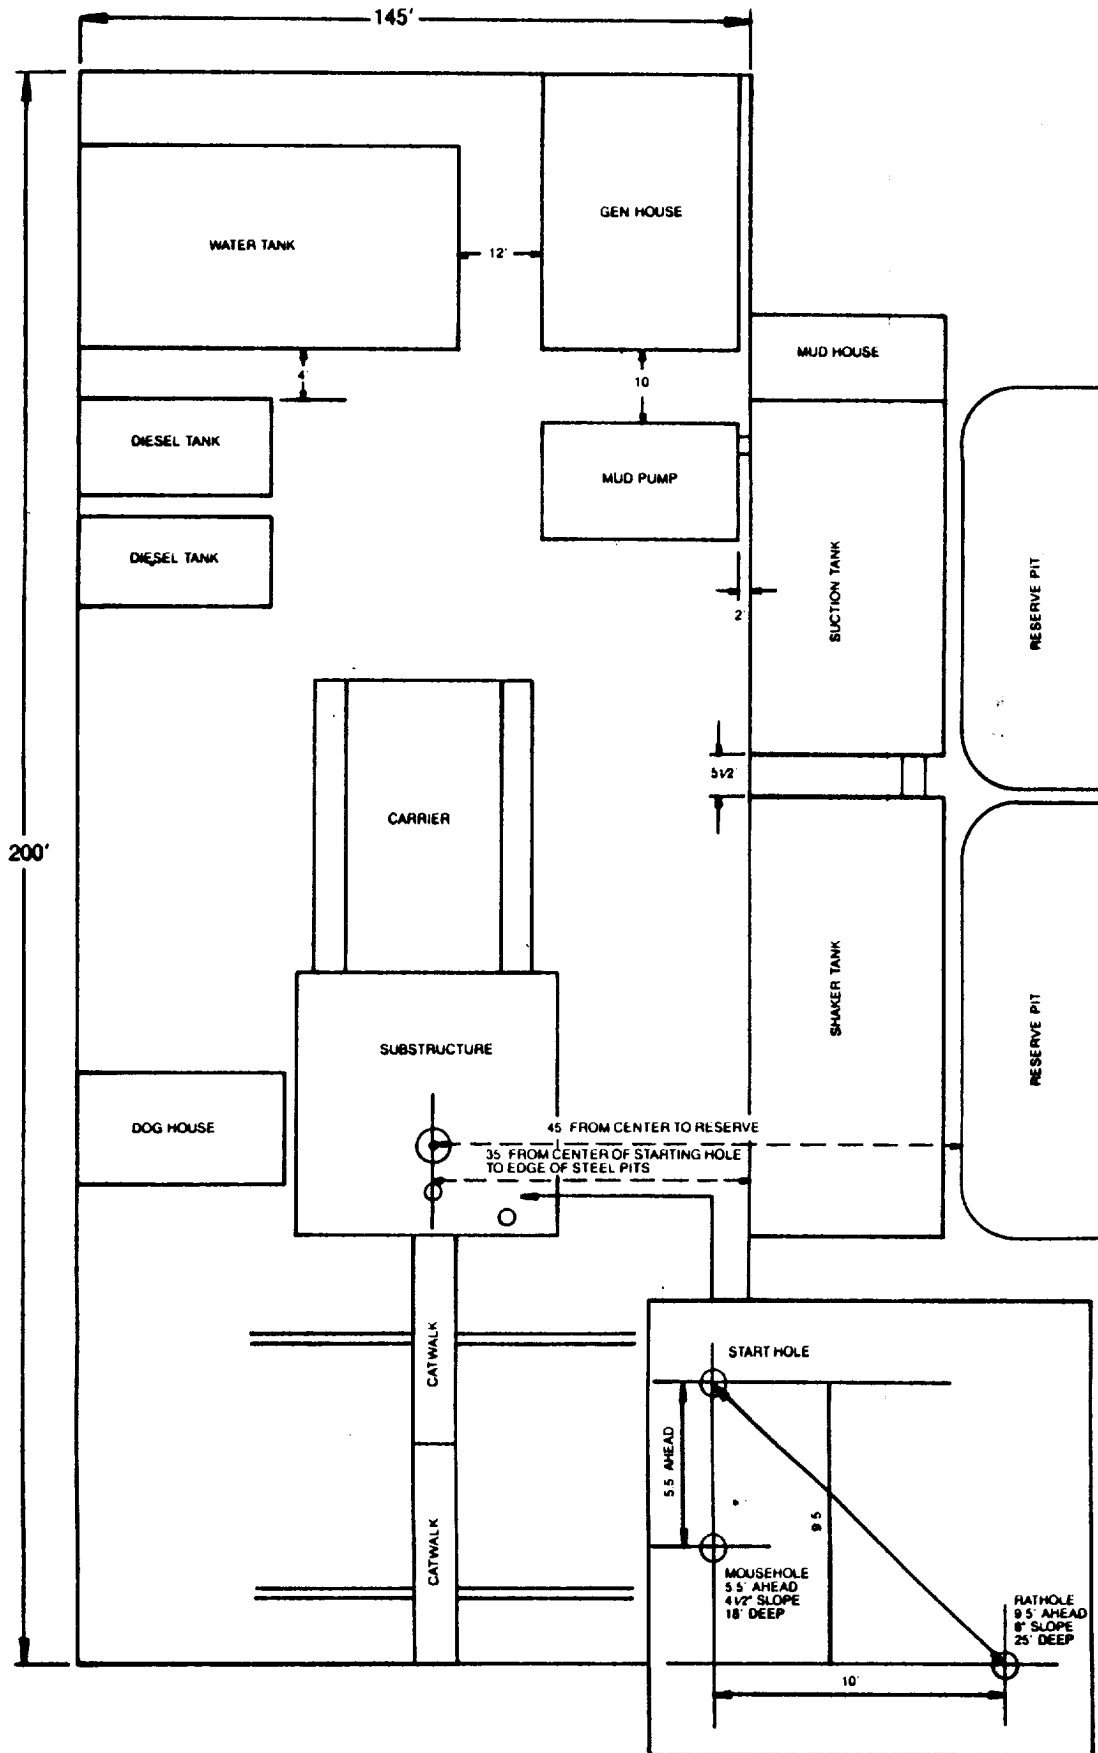 145'
GEN HOUSE
WATER TANK
12'
MUD HOUSE
4'
10
DIESEL TANK
MUD PUMP
DIESEL TANK
SUCTION TANK
RESERVE PIT
2'
5 1/2
CARRIER
200'
SHAKER TANK
RESERVE PIT
SUBSTRUCTURE
DOG HOUSE
45 FROM CENTER TO RESERVE
35 FROM CENTER OF STARTING HOLE
TO EDGE OF STEEL PITS
CATWALK
START HOLE
5.5 AHEAD
9.5
CATWALK
MOUSEHOLE
5.5' AHEAD
4 1/2° SLOPE
18' DEEP
RATHOLE
9.5' AHEAD
8° SLOPE
25' DEEP
10'